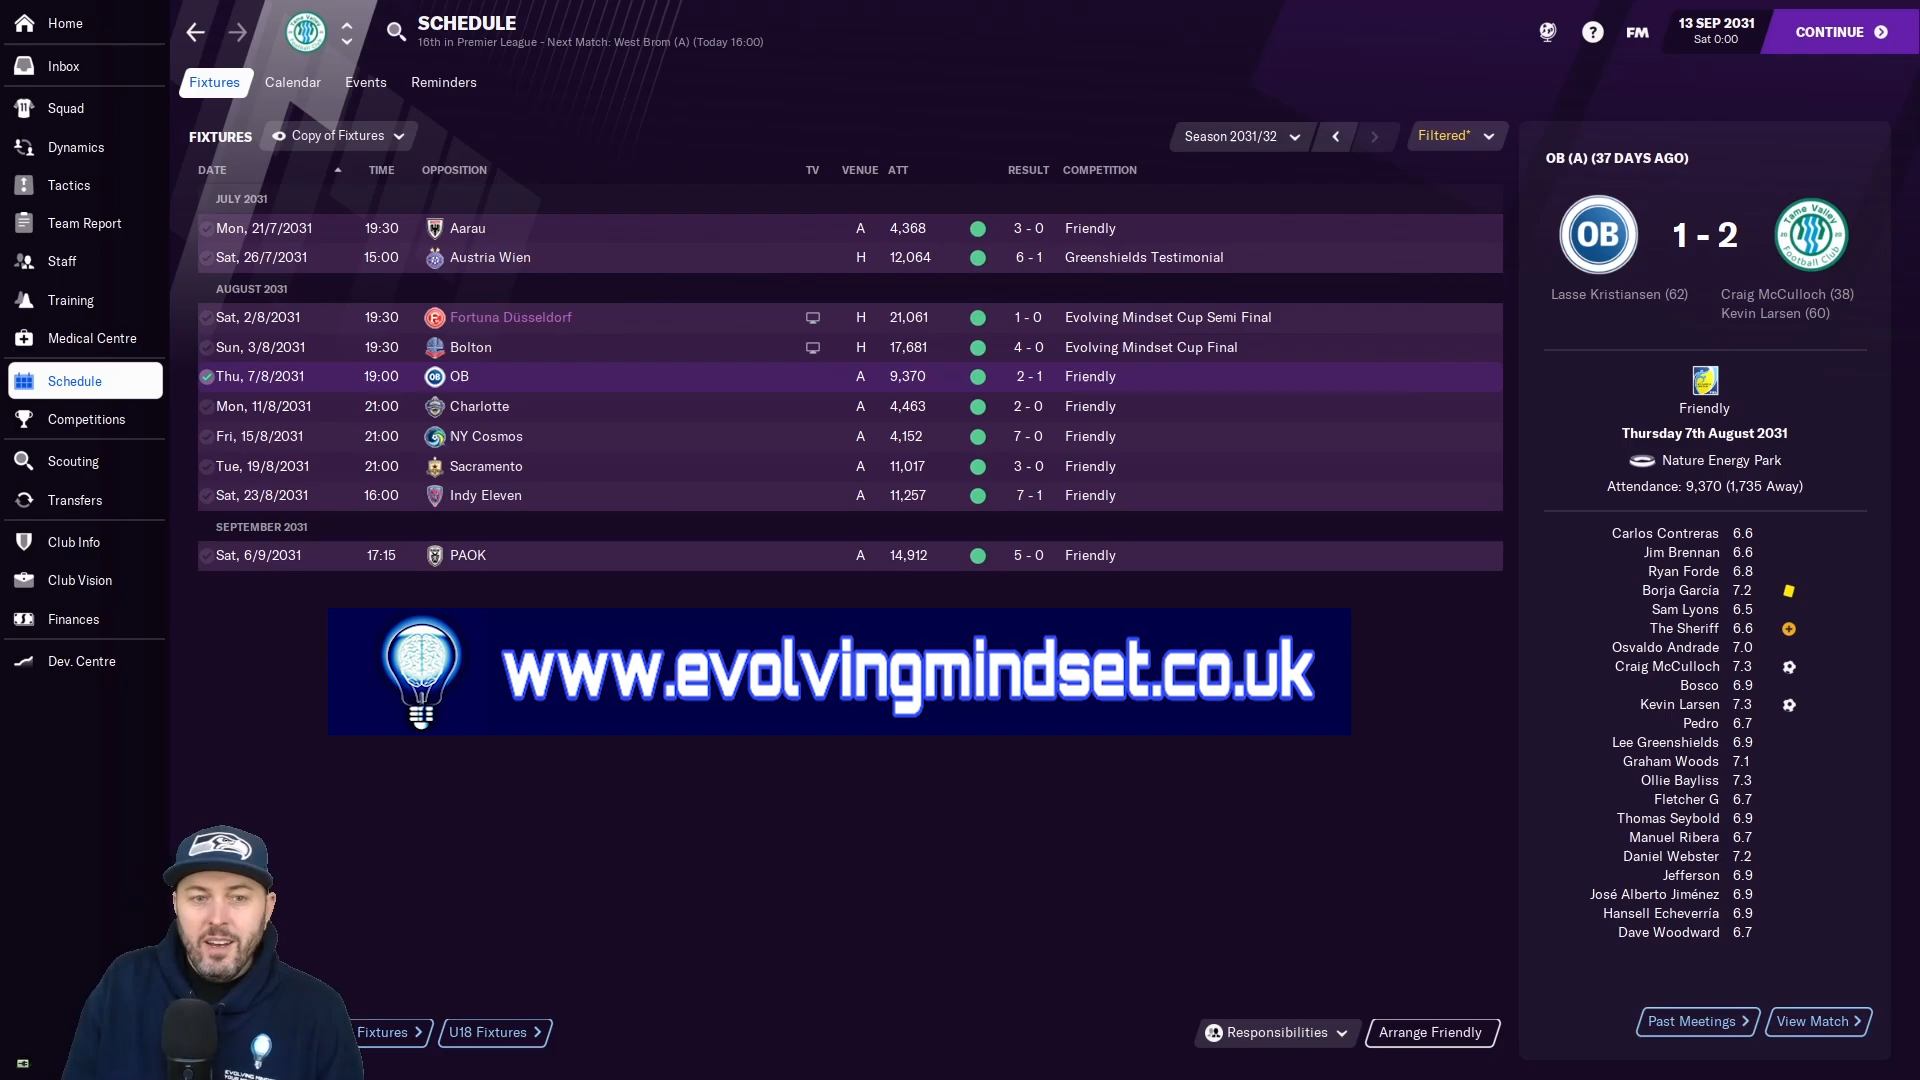 Home
Inbox
Squad
Dynamics
Tactics
Team Report
Staff
Training
Medical Centre
Schedule
Competitions
Scouting
Transfers
Club Info
Club Vision
Finances
Dev. Centre
SCHEDULE
16th in Premier League - Next Match: West Brom (A) (Today 16:00)
FM
13 SEP 2031
Sat 0:00
CONTINUE
Fixtures Calendar Events Reminders
FIXTURES Copy of Fixtures
Season 2031/32 Filtered*
DATE TIME OPPOSITION TV VENUE ATT RESULT COMPETITION
JULY 2031
Mon, 21/7/2031 19:30 Aarau A 4,368 3 - 0 Friendly
Sat, 26/7/2031 15:00 Austria Wien H 12,064 6 - 1 Greenshields Testimonial
AUGUST 2031
Sat, 2/8/2031 19:30 Fortuna Düsseldorf H 21,061 1 - 0 Evolving Mindset Cup Semi Final
Sun, 3/8/2031 19:30 Bolton H 17,681 4 - 0 Evolving Mindset Cup Final
Thu, 7/8/2031 19:00 OB A 9,370 2 - 1 Friendly
Mon, 11/8/2031 21:00 Charlotte A 4,463 2 - 0 Friendly
Fri, 15/8/2031 21:00 NY Cosmos A 4,152 7 - 0 Friendly
Tue, 19/8/2031 21:00 Sacramento A 11,017 3 - 0 Friendly
Sat, 23/8/2031 16:00 Indy Eleven A 11,257 7 - 1 Friendly
SEPTEMBER 2031
Sat, 6/9/2031 17:15 PAOK A 14,912 5 - 0 Friendly
www.evolvingmindset.co.uk
Fixtures U18 Fixtures
Responsibilities Arrange Friendly
OB (A) (37 DAYS AGO)
OB 1 - 2 Tame Valley Football Club
Lasse Kristiansen (62) Craig McCulloch (38)
Kevin Larsen (60)
Friendly
Thursday 7th August 2031
Nature Energy Park
Attendance: 9,370 (1,735 Away)
Carlos Contreras 6.6
Jim Brennan 6.6
Ryan Forde 6.8
Borja García 7.2
Sam Lyons 6.5
The Sheriff 6.6
Osvaldo Andrade 7.0
Craig McCulloch 7.3
Bosco 6.9
Kevin Larsen 7.3
Pedro 6.7
Lee Greenshields 6.9
Graham Woods 7.1
Ollie Bayliss 7.3
Fletcher G 6.7
Thomas Seybold 6.9
Manuel Ribera 6.7
Daniel Webster 7.2
Jefferson 6.9
José Alberto Jiménez 6.9
Hansell Echeverría 6.9
Dave Woodward 6.7
Past Meetings View Match